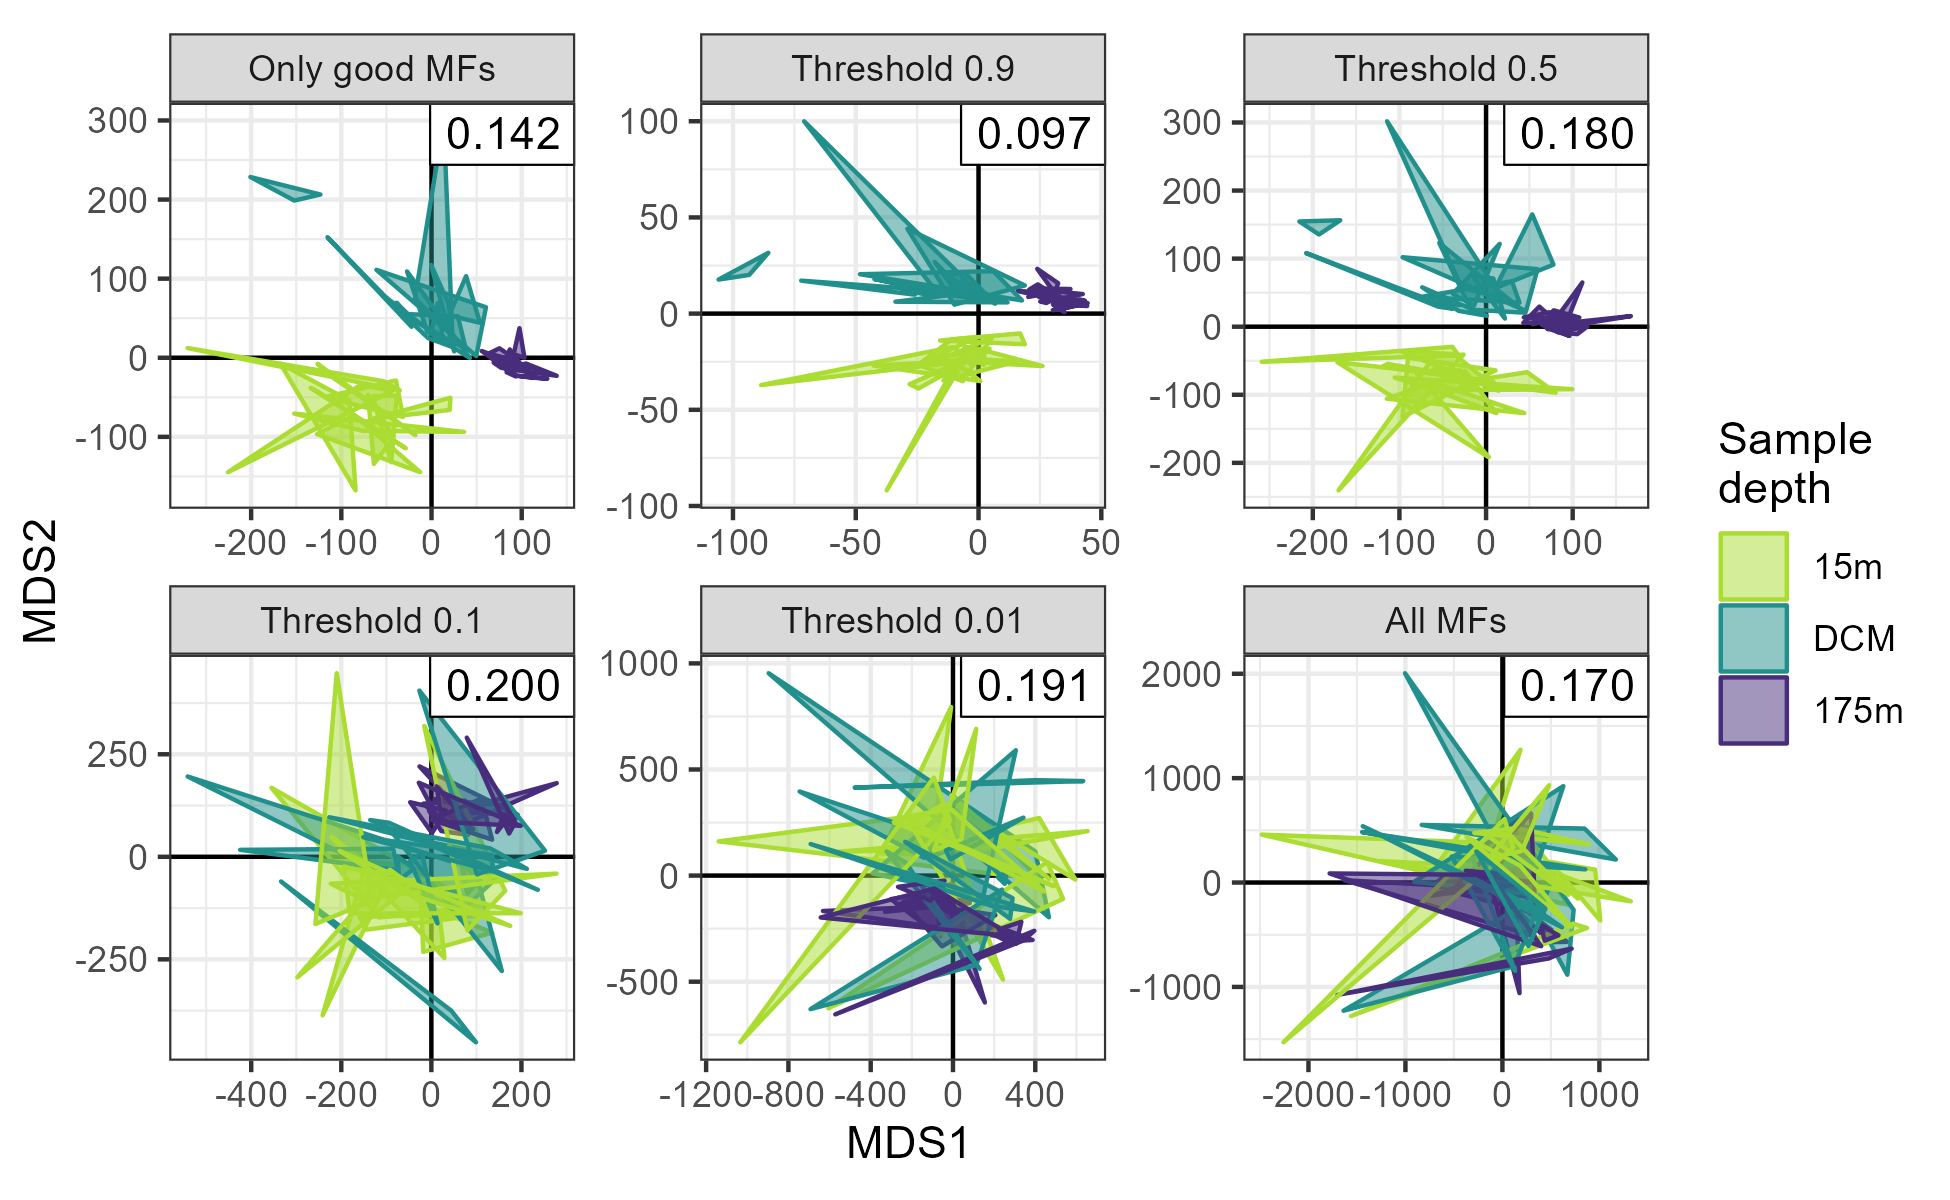 Only good MFs
Threshold 0.9
Threshold 0.5
0.142
0.097
0.180
300
200
100
0
-100
100
50
0
-50
-100
300
200
100
0
-100
-200
-200 -100 0 100
-100 -50 0 50
-200 -100 0 100
Threshold 0.1
Threshold 0.01
All MFs
0.200
0.191
0.170
250
0
-250
1000
500
0
-500
2000
1000
0
-1000
-400 -200 0 200
-1200 -800 -400 0 400
-2000 -1000 0 1000
MDS1
MDS2
Sample
depth
15m
DCM
175m